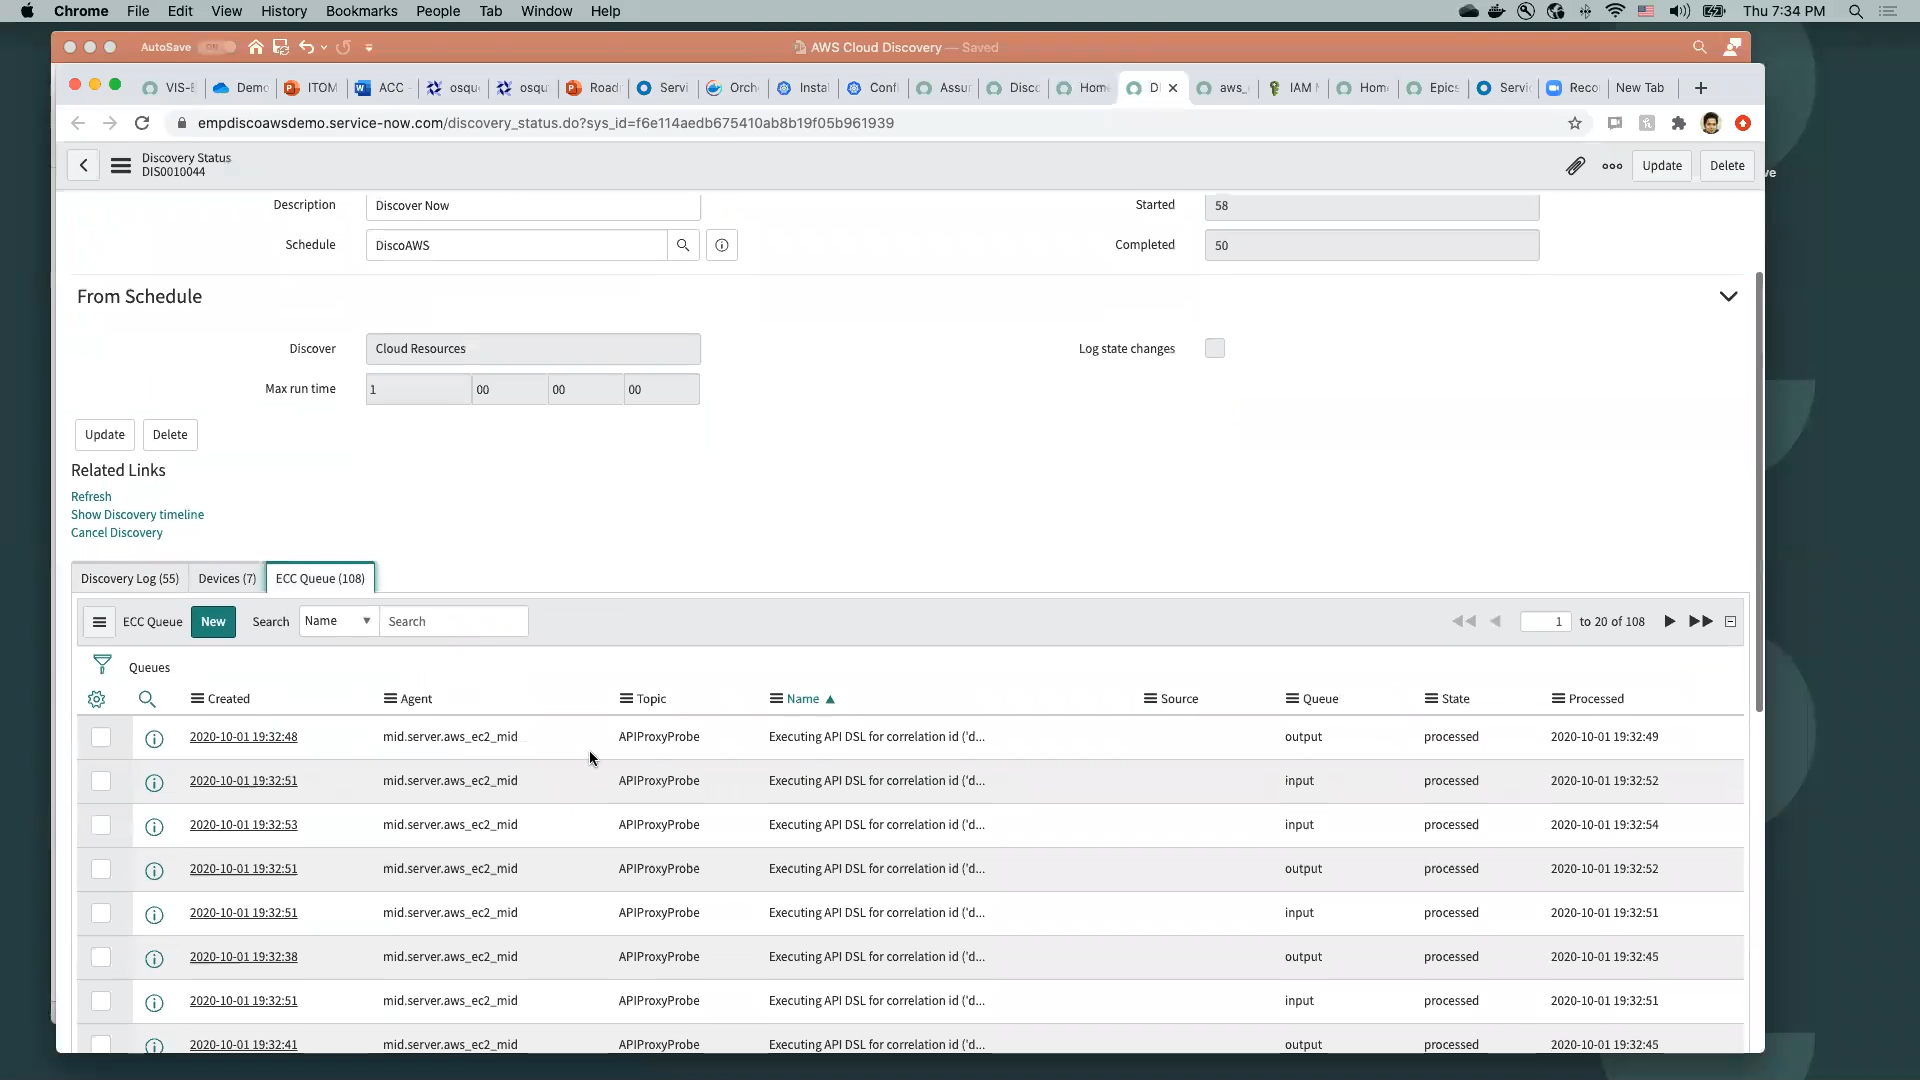 Chrome File Edit View History Bookmarks People Tab Window Help Thu 7:34 PM
AutoSave AWS Cloud Discovery — Saved
VIS-E Demo ITOM ACC osqu osqu Road Servi Orch Instal Confi Assur Disco Home Di aws_ IAM Home Epics Servi Reco New Tab
empdiscoawsdemo.service-now.com/discovery_status.do?sys_id=f6e114aedb675410ab8b19f05b961939
Discovery Status
DIS0010044
Update Delete
Description Discover Now Started 58
Schedule DiscoAWS Completed 50
From Schedule
Discover Cloud Resources Log state changes
Max run time 1 00 00 00
Update Delete
Related Links
Refresh
Show Discovery timeline
Cancel Discovery
Discovery Log (55) Devices (7) ECC Queue (108)
ECC Queue New Search Name Search 1 to 20 of 108
Queues
Created Agent Topic Name Source Queue State Processed
2020-10-01 19:32:48 mid.server.aws_ec2_mid APIProxyProbe Executing API DSL for correlation id ('d... output processed 2020-10-01 19:32:49
2020-10-01 19:32:51 mid.server.aws_ec2_mid APIProxyProbe Executing API DSL for correlation id ('d... input processed 2020-10-01 19:32:52
2020-10-01 19:32:53 mid.server.aws_ec2_mid APIProxyProbe Executing API DSL for correlation id ('d... input processed 2020-10-01 19:32:54
2020-10-01 19:32:51 mid.server.aws_ec2_mid APIProxyProbe Executing API DSL for correlation id ('d... output processed 2020-10-01 19:32:52
2020-10-01 19:32:51 mid.server.aws_ec2_mid APIProxyProbe Executing API DSL for correlation id ('d... input processed 2020-10-01 19:32:51
2020-10-01 19:32:38 mid.server.aws_ec2_mid APIProxyProbe Executing API DSL for correlation id ('d... output processed 2020-10-01 19:32:45
2020-10-01 19:32:51 mid.server.aws_ec2_mid APIProxyProbe Executing API DSL for correlation id ('d... input processed 2020-10-01 19:32:51
2020-10-01 19:32:41 mid.server.aws_ec2_mid APIProxyProbe Executing API DSL for correlation id ('d... output processed 2020-10-01 19:32:45